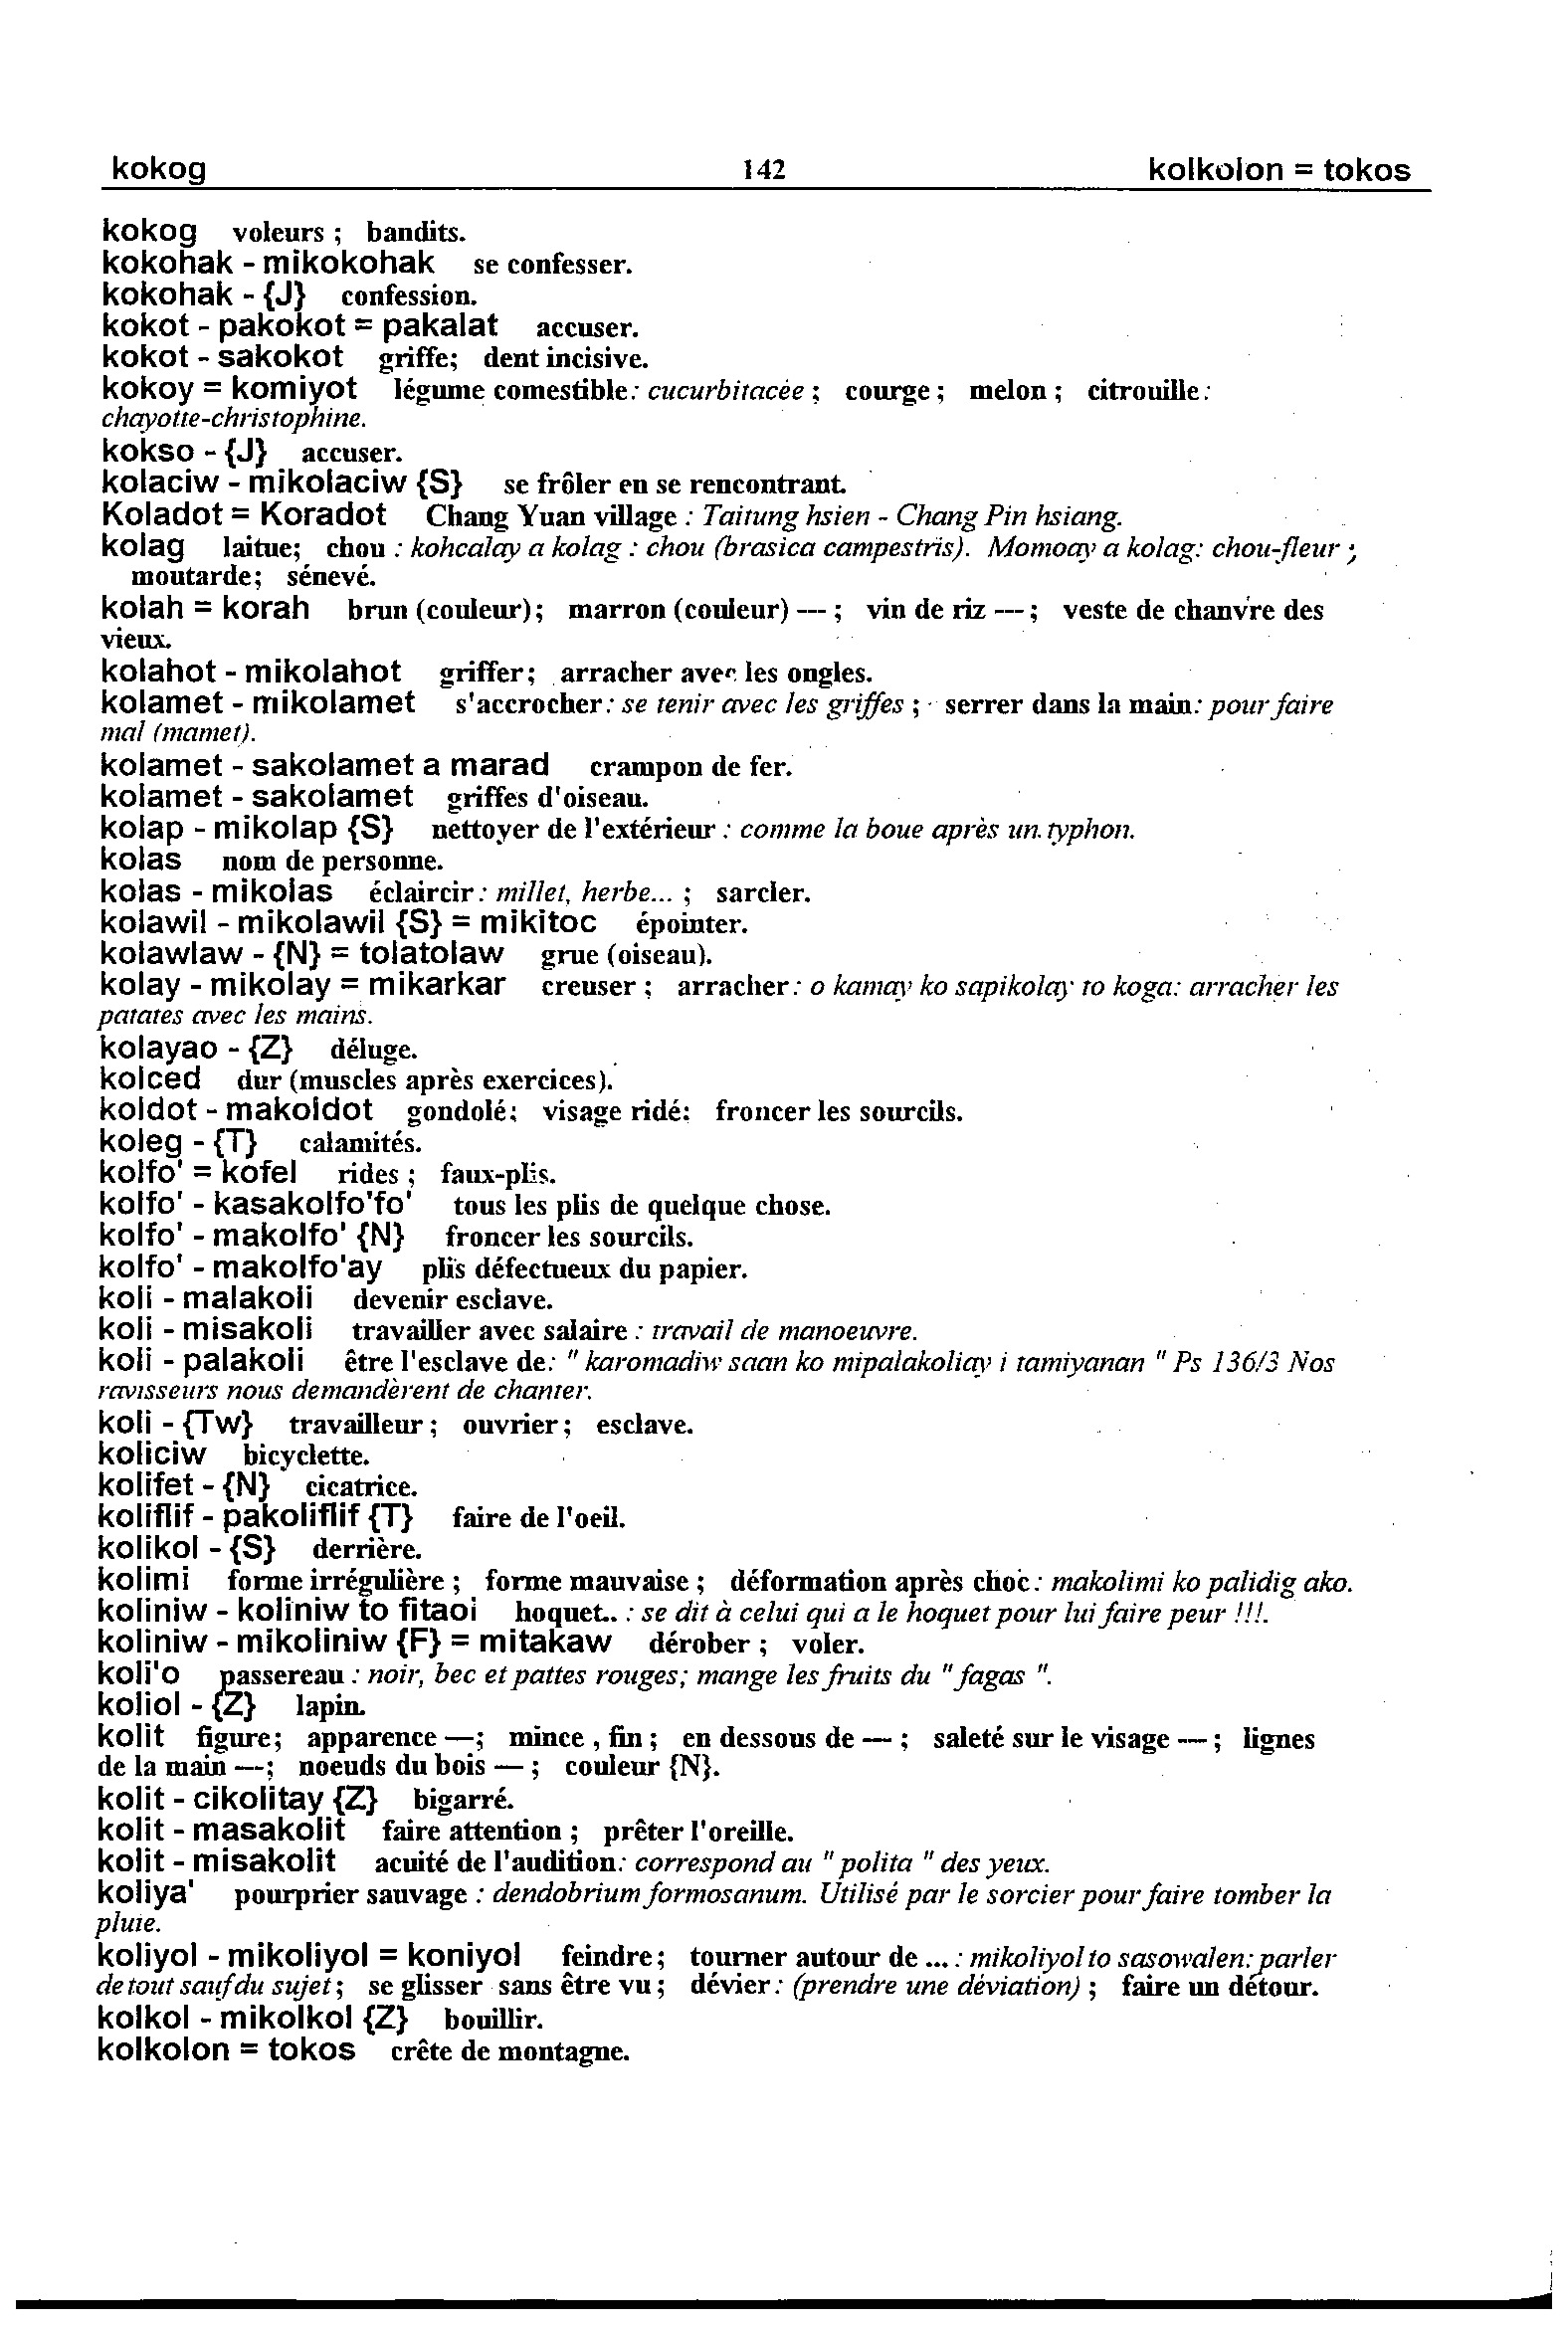 kokog 142 kolkolon = tokos
kokog voleurs ; bandits.
kokohak - mikokohak se confesser.
kokohak - {J} confession.
kokot - pakokot = pakalat accuser.
kokot - sakokot griffe; dent incisive.
kokoy = komiyot légume comestible: cucurbitacée ; courge ; melon ; citrouille:
chayotte-christophine.
kokso - {J} accuser.
kolaciw - mikolaciw {S} se frôler en se rencontrant.
Koladot = Koradot Chang Yuan village : Taitung hsien - Chang Pin hsiang.
kolag laitue; chou : kohcalay a kolag : chou (brasica campestris). Momoay a kolag: chou-fleur ;
moutarde; sénevé.
kolah = korah brun (couleur); marron (couleur) — ; vin de riz — ; veste de chanvre des
vieux.
kolahot - mikolahot griffer; arracher avec les ongles.
kolamet - mikolamet s'accrocher: se tenir avec les griffes ; serrer dans la main: pour faire
mal (mamet).
kolamet - sakolamet a marad crampon de fer.
kolamet - sakolamet griffes d'oiseau.
kolap - mikolap {S} nettoyer de l'extérieur : comme la boue après un typhon.
kolas nom de personne.
kolas - mikolas éclaircir: millet, herbe... ; sarcler.
kolawil - mikolawil {S} = mikitoc épointer.
kolawlaw - {N} = tolatolaw grue (oiseau).
kolay - mikolay = mikarkar creuser ; arracher: o kamay ko sapikolay to koga: arracher les
patates avec les mains.
kolayao - {Z} déluge.
kolced dur (muscles après exercices).
koldot - makoldot gondolé; visage ridé; froncer les sourcils.
koleg - {T} calamités.
kolfo' = kofel rides ; faux-plis.
kolfo' - kasakolfo'fo' tous les plis de quelque chose.
kolfo' - makolfo' {N} froncer les sourcils.
kolfo' - makolfo'ay plis défectueux du papier.
koli - malakoli devenir esclave.
koli - misakoli travailler avec salaire : travail de manoeuvre.
koli - palakoli être l'esclave de: " karomadiw saan ko mipalakoliay i tamiyanan " Ps 136/3 Nos
ravisseurs nous demandèrent de chanter.
koli - {Tw} travailleur ; ouvrier ; esclave.
koliciw bicyclette.
kolifet - {N} cicatrice.
koliflif - pakoliflif {T} faire de l'oeil.
kolikol - {S} derrière.
kolimi forme irrégulière ; forme mauvaise ; déformation après choc: makolimi ko palidig ako.
koliniw - koliniw to fitaoi hoquet.. : se dit à celui qui a le hoquet pour lui faire peur !!!.
koliniw - mikoliniw {F} = mitakaw dérober ; voler.
koli'o passereau : noir, bec et pattes rouges; mange les fruits du " fagas ".
koliol - {Z} lapin.
kolit figure; apparence —; mince , fin ; en dessous de — ; saleté sur le visage — ; lignes
de la main —; noeuds du bois — ; couleur {N}.
kolit - cikolitay {Z} bigarré.
kolit - masakolit faire attention ; prêter l'oreille.
kolit - misakolit acuité de l'audition: correspond au " polita " des yeux.
koliya' pourprier sauvage : dendobrium formosanum. Utilisé par le sorcier pour faire tomber la
pluie.
koliyol - mikoliyol = koniyol feindre; tourner autour de ... : mikoliyol to sasowalen: parler
de tout sauf du sujet ; se glisser sans être vu ; dévier: (prendre une déviation) ; faire un détour.
kolkol - mikolkol {Z} bouillir.
kolkolon = tokos crête de montagne.